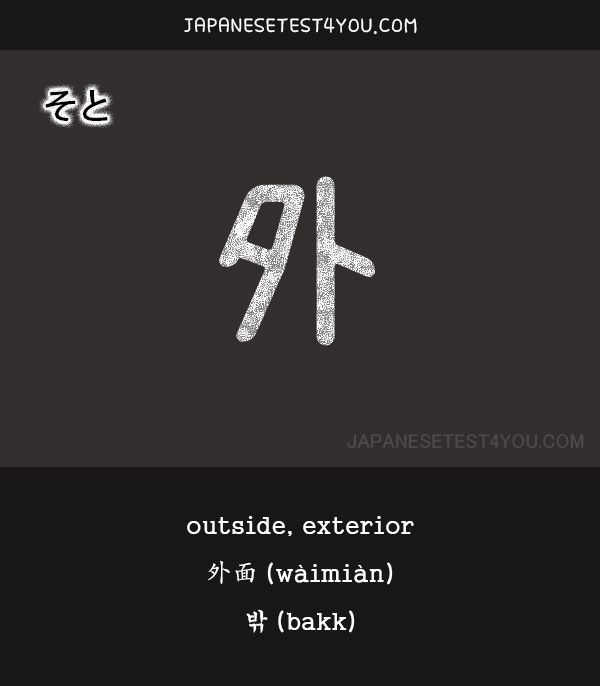 JAPANESETEST4YOU.COM
そと
外
JAPANESETEST4YOU.COM
outside, exterior
外面 (wàimiàn)
밖 (bakk)